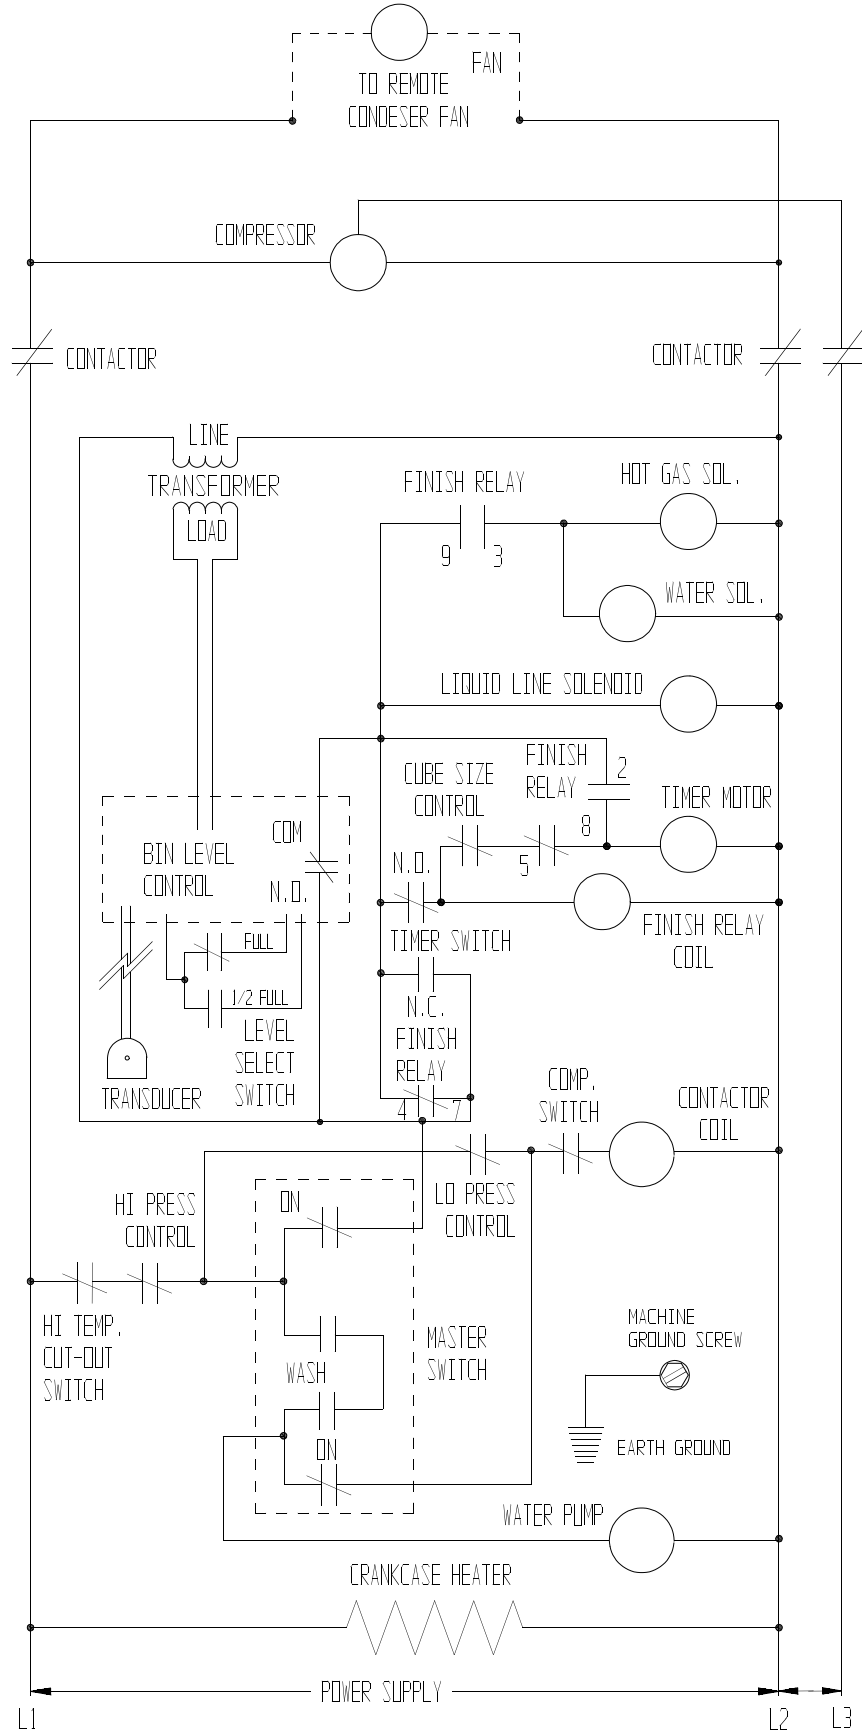 FAN
TO REMOTE
CONDESER FAN
COMPRESSOR
CONTACTOR
CONTACTOR
LINE
TRANSFORMER
LOAD
FINISH RELAY
9
3
HOT GAS SOL.
WATER SOL.
LIQUID LINE SOLENOID
FINISH
RELAY
2
8
CUBE SIZE
CONTROL
5
TIMER MOTOR
COM
BIN LEVEL
CONTROL
N.O.
N.O.
TIMER SWITCH
FINISH RELAY
COIL
FULL
1/2 FULL
LEVEL
SELECT
SWITCH
TRANSDUCER
N.C.
FINISH
RELAY
4
7
COMP.
SWITCH
CONTACTOR
COIL
LO PRESS
CONTROL
HI PRESS
CONTROL
ON
HI TEMP.
CUT-OUT
SWITCH
WASH
MASTER
SWITCH
ON
MACHINE
GROUND SCREW
EARTH GROUND
WATER PUMP
CRANKCASE HEATER
POWER SUPPLY
L1
L2
L3